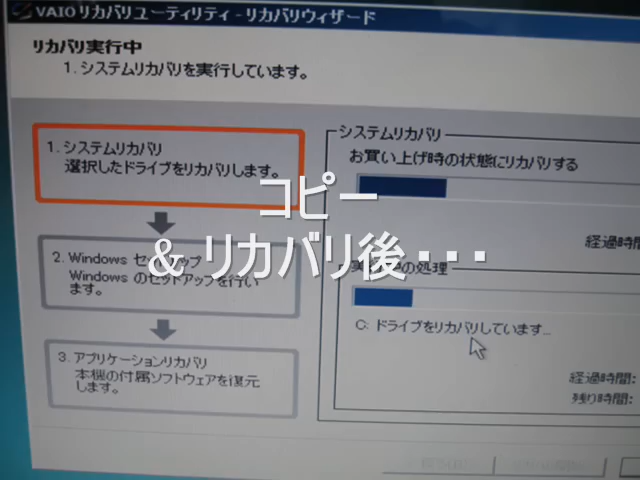 VAIO リカバリユーティリティ - リカバリウィザード
リカバリ実行中
1. システムリカバリを実行しています。
1. システムリカバリ
選択したドライブをリカバリします。
システムリカバリ
お買い上げ時の状態にリカバリする
コピー
& リカバリ後・・・
経過時間
2. Windows セットアップ
Windows のセットアップを行い
ます。
の処理
C: ドライブをリカバリしています...
3. アプリケーションリカバリ
本機の付属ソフトウェアを復元
します。
経過時間:
残り時間: